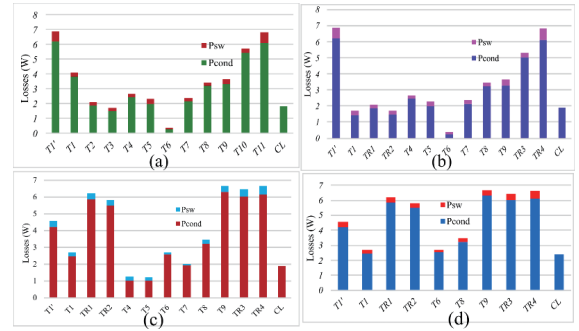 8
7
6
5
4
3
2
1
0
Losses (W)
Psw
Pcond
T1' T1 T2 T3 T4 T5 T6 T7 T8 T9 T10 T11 CL
(a)
8
7
6
5
4
3
2
1
0
Losses (W)
Psw
Pcond
T1' T1 TR1 TR2 T4 T5 T6 T7 T8 T9 TR3 TR4 CL
(b)
7
6
5
4
3
2
1
0
Losses (W)
Psw
Pcond
T1' T1 TR1 TR2 T4 T5 T6 T7 T8 T9 TR3 TR4 CL
(c)
7
6
5
4
3
2
1
0
Losses (W)
Psw
Pcond
T1' T1 TR1 TR2 T6 T8 T9 TR3 TR4 CL
(d)